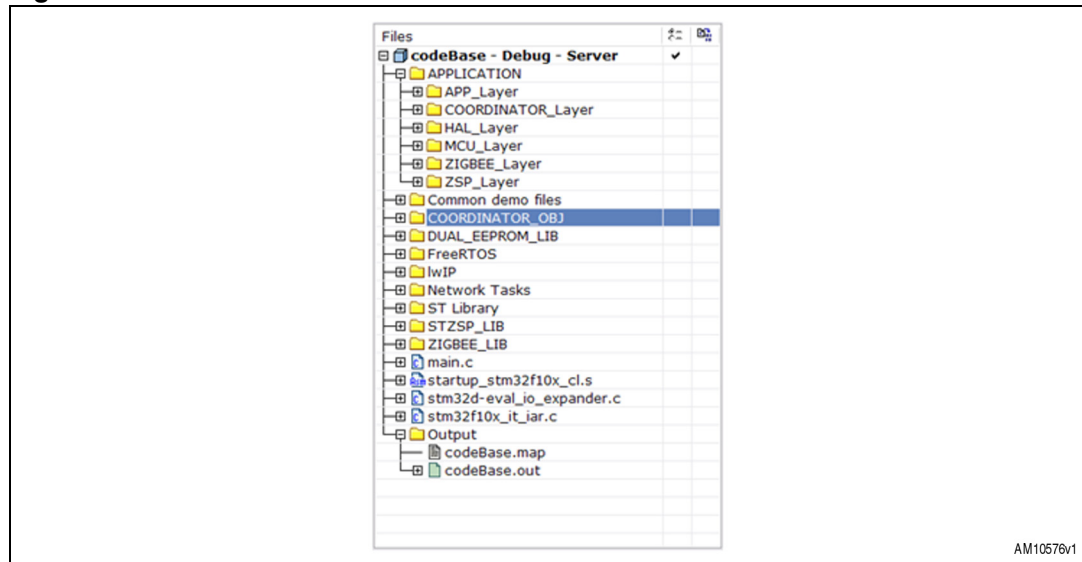 Files
codeBase - Debug - Server
APPLICATION
APP_Layer
COORDINATOR_Layer
HAL_Layer
MCU_Layer
ZIGBEE_Layer
ZSP_Layer
Common demo files
COORDINATOR_OBJ
DUAL_EEPROM_LIB
FreeRTOS
lwIP
Network Tasks
ST Library
STZSP_LIB
ZIGBEE_LIB
main.c
startup_stm32f10x_cl.s
stm32d-eval_io_expander.c
stm32f10x_it_iar.c
Output
codeBase.map
codeBase.out
AM10576v1